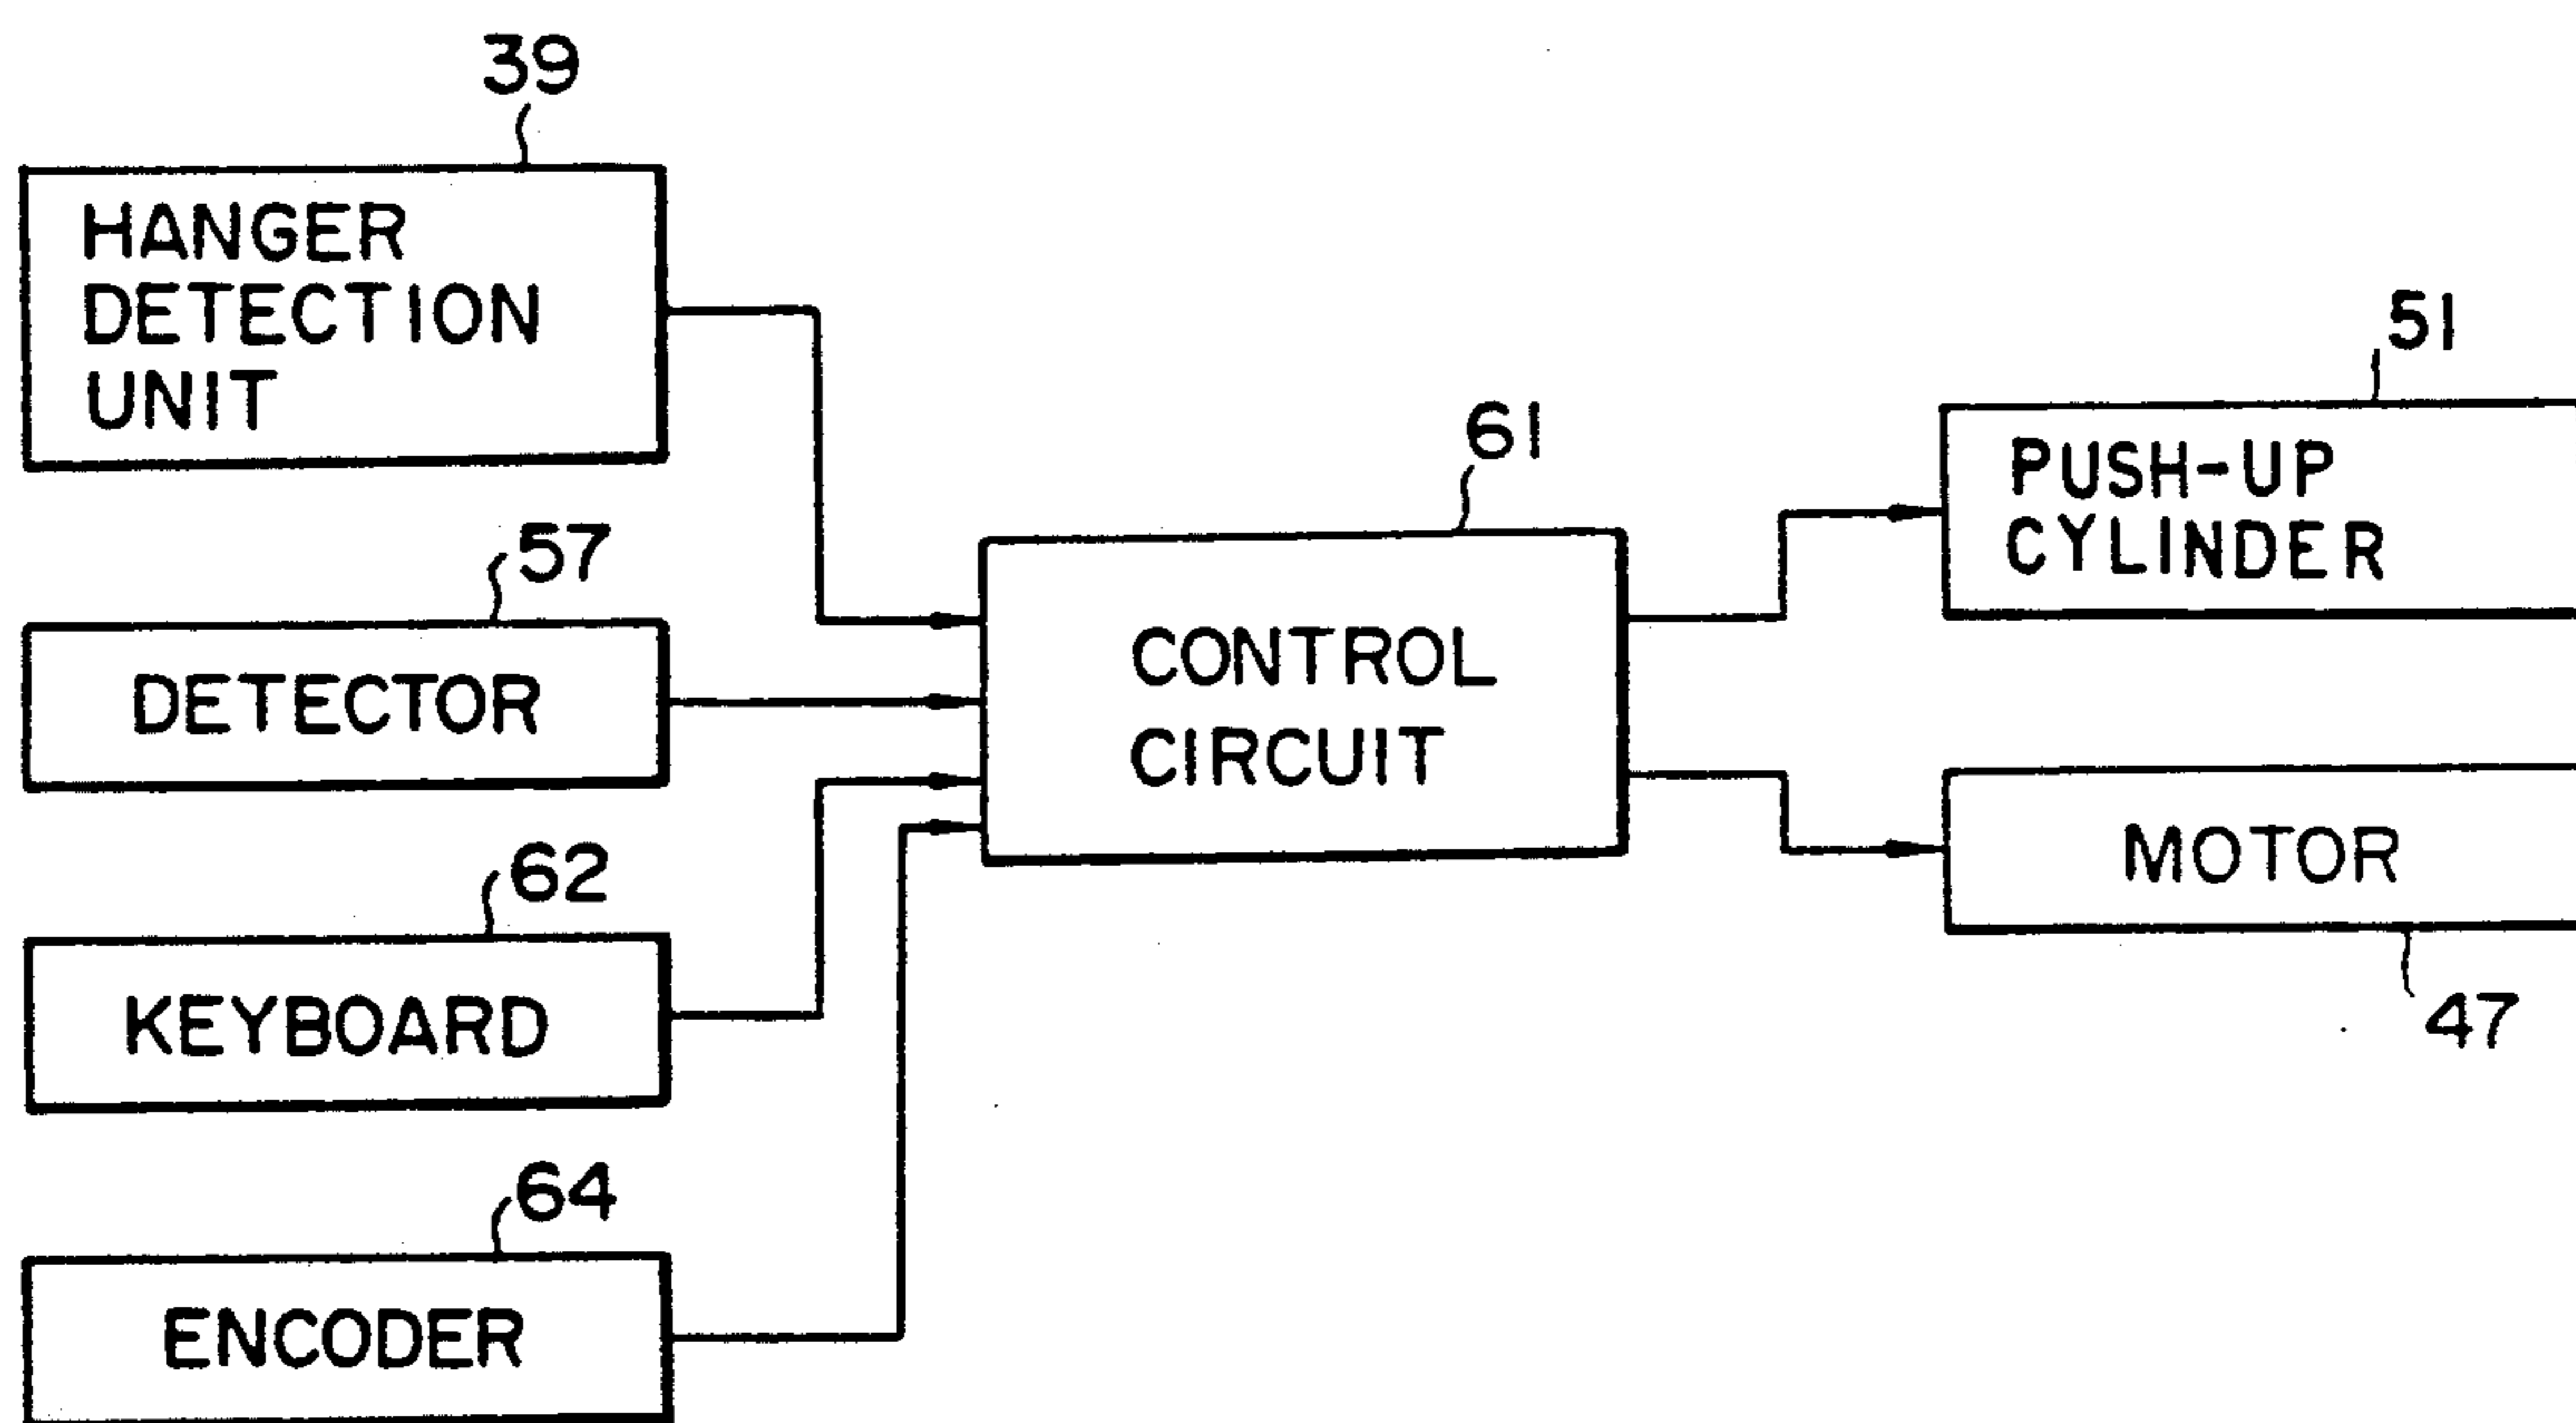 39
HANGER
DETECTION
UNIT
57
DETECTOR
62
KEYBOARD
64
ENCODER
61
CONTROL
CIRCUIT
51
PUSH-UP
CYLINDER
MOTOR
47